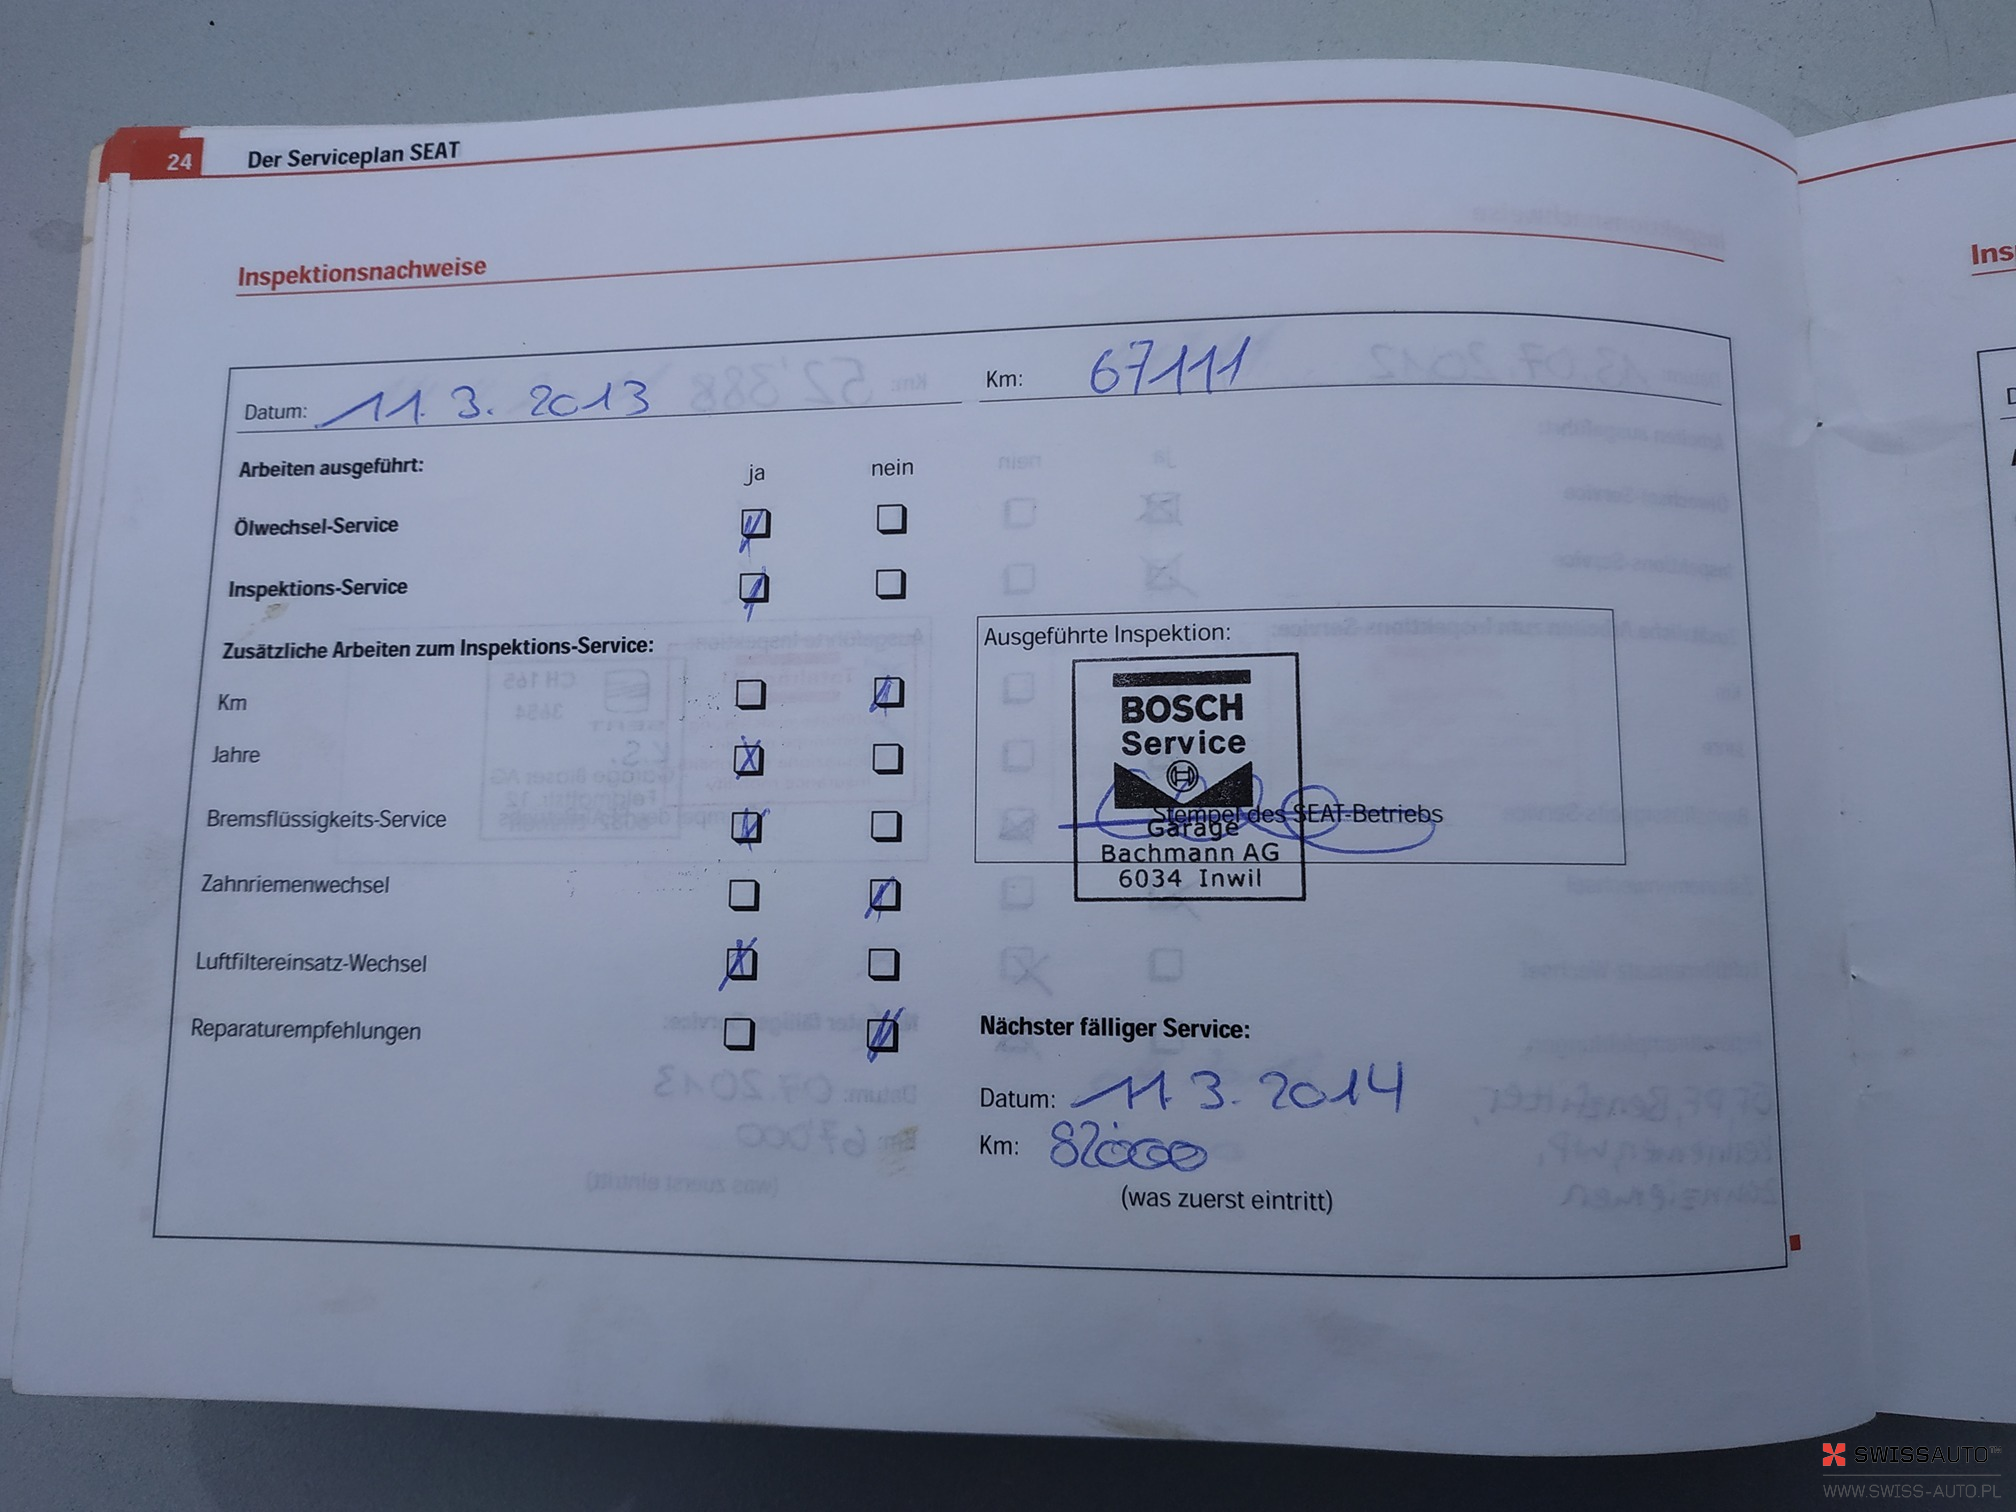 24 Der Serviceplan SEAT
Inspektionsnachweise
Ins
Datum: 11. 3. 2013 Km: 67111
Arbeiten ausgeführt: ja nein
Ölwechsel-Service
Inspektions-Service
Zusätzliche Arbeiten zum Inspektions-Service:
Km
Jahre
Bremsflüssigkeits-Service
Zahnriemenwechsel
Luftfiltereinsatz-Wechsel
Reparaturempfehlungen
Ausgeführte Inspektion:
BOSCH
Service
Stempel des SEAT-Betriebs
Garage
Bachmann AG
6034 Inwil
Nächster fälliger Service:
Datum: 11. 3. 2014
Km: 82000
(was zuerst eintritt)
SWISSAUTO
WWW.SWISS-AUTO.PL